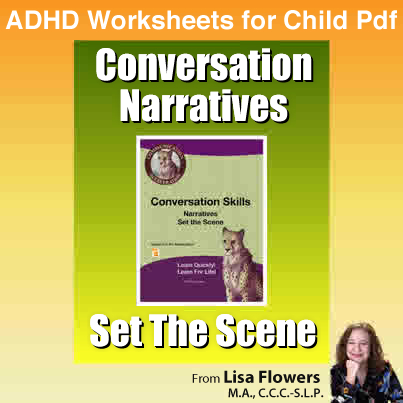 ADHD Worksheets for Child Pdf
Conversation
Narratives
Conversation Skills
Narratives
Set the Scene
Learn Quickly!
Learn For Life!
Set The Scene
From Lisa Flowers
M.A., C.C.C.-S.L.P.